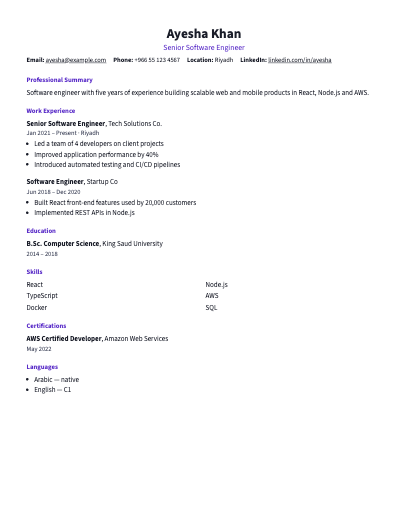 Ayesha Khan
Senior Software Engineer
Email: ayesha@example.com Phone: +966 55 123 4567 Location: Riyadh LinkedIn: linkedin.com/in/ayesha
Professional Summary
Software engineer with five years of experience building scalable web and mobile products in React, Node.js and AWS.
Work Experience
Senior Software Engineer, Tech Solutions Co.
Jan 2021 – Present · Riyadh
• Led a team of 4 developers on client projects
• Improved application performance by 40%
• Introduced automated testing and CI/CD pipelines
Software Engineer, Startup Co
Jun 2018 – Dec 2020
• Built React front-end features used by 20,000 customers
• Implemented REST APIs in Node.js
Education
B.Sc. Computer Science, King Saud University
2014 – 2018
Skills
React Node.js
TypeScript AWS
Docker SQL
Certifications
AWS Certified Developer, Amazon Web Services
May 2022
Languages
• Arabic — native
• English — C1